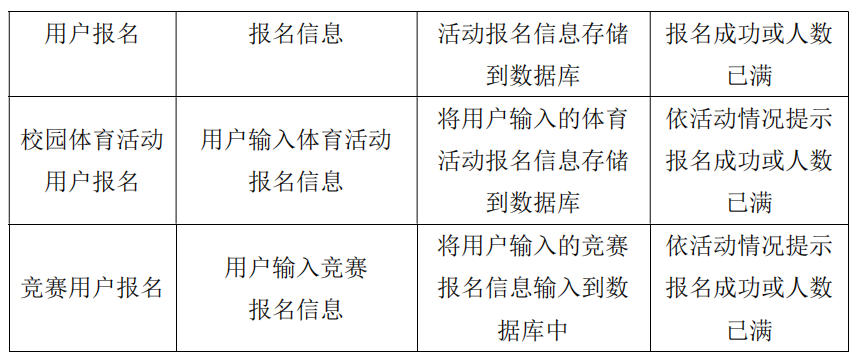 用户报名
报名信息
活动报名信息存储
到数据库
报名成功或人数
已满
校园体育活动
用户报名
用户输入体育活动
报名信息
将用户输入的体育
活动报名信息存储
到数据库
依活动情况提示
报名成功或人数
已满
竞赛用户报名
用户输入竞赛
报名信息
将用户输入的竞赛
报名信息输入到数
据库中
依活动情况提示
报名成功或人数
已满